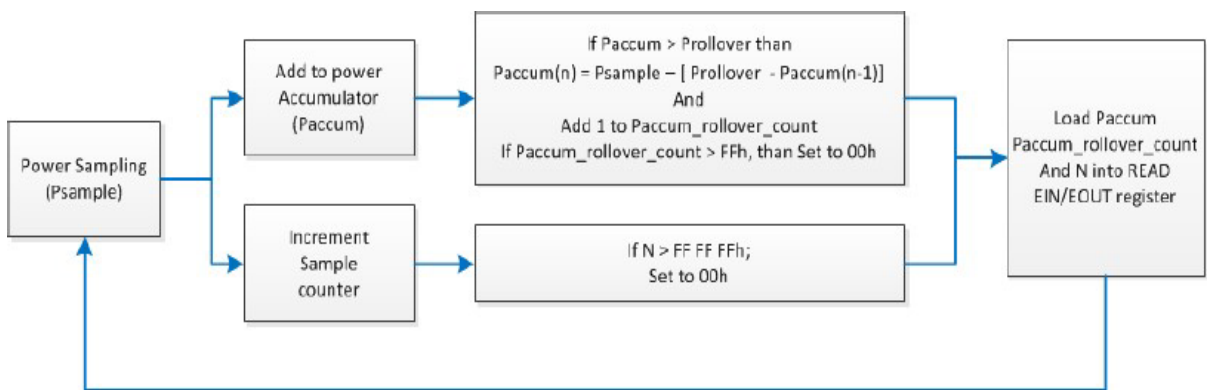 Power Sampling
(Psample)
Add to power
Accumulator
(Paccum)
If Paccum > Prollover than
Paccum(n) = Psample – [ Prollover - Paccum(n-1)]
And
Add 1 to Paccum_rollover_count
If Paccum_rollover_count > FFh, than Set to 00h
Increment
Sample
counter
If N > FF FF FFh;
Set to 00h
Load Paccum
Paccum_rollover_count
And N into READ
EIN/EOUT register